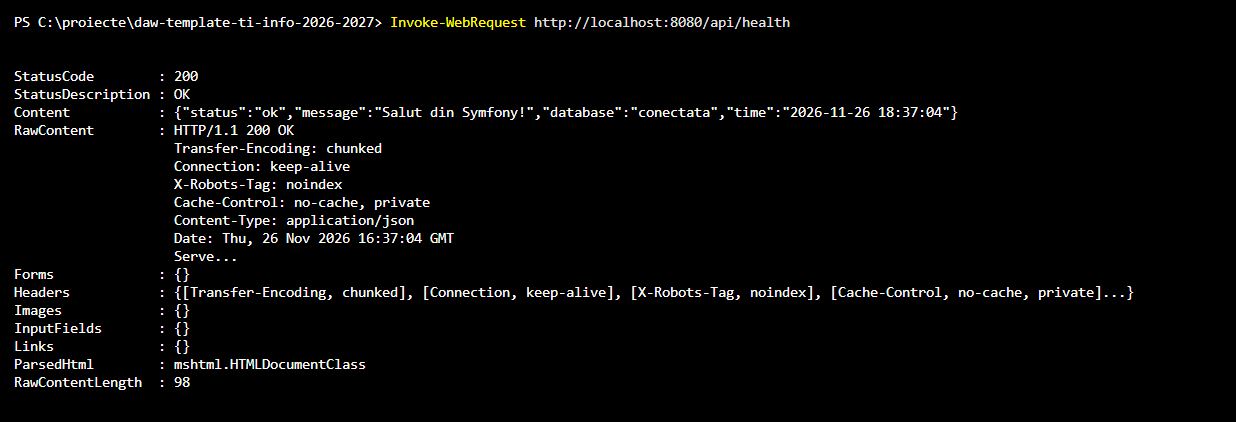 PS C:\proiecte\daw-template-ti-info-2026-2027> Invoke-WebRequest http://localhost:8080/api/health
StatusCode        : 200
StatusDescription : OK
Content           : {"status":"ok","message":"Salut din Symfony!","database":"conectata","time":"2026-11-26 18:37:04"}
RawContent        : HTTP/1.1 200 OK
                    Transfer-Encoding: chunked
                    Connection: keep-alive
                    X-Robots-Tag: noindex
                    Cache-Control: no-cache, private
                    Content-Type: application/json
                    Date: Thu, 26 Nov 2026 16:37:04 GMT
                    Serve...
Forms             : {}
Headers           : {[Transfer-Encoding, chunked], [Connection, keep-alive], [X-Robots-Tag, noindex], [Cache-Control, no-cache, private]...}
Images            : {}
InputFields       : {}
Links             : {}
ParsedHtml        : mshtml.HTMLDocumentClass
RawContentLength  : 98